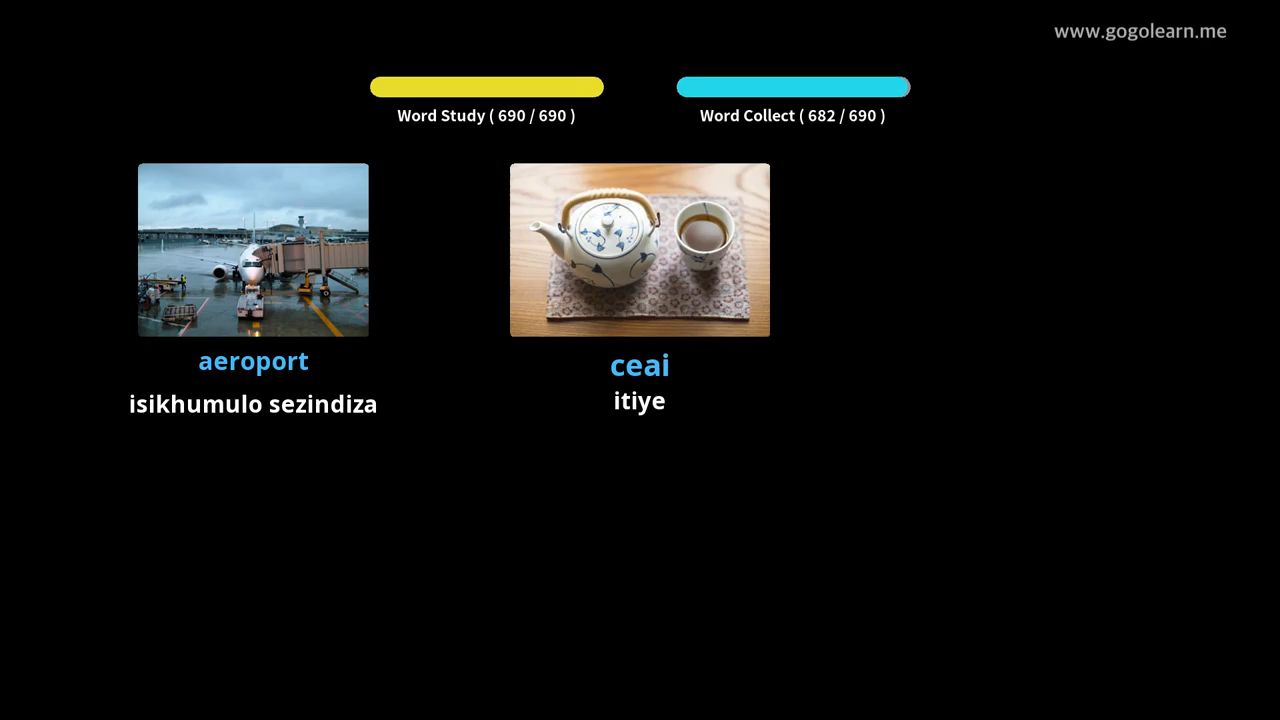 www.gogolearn.me
Word Study ( 690 / 690 )
Word Collect ( 682 / 690 )
aeroport
isikhumulo sezindiza
ceai
itiye